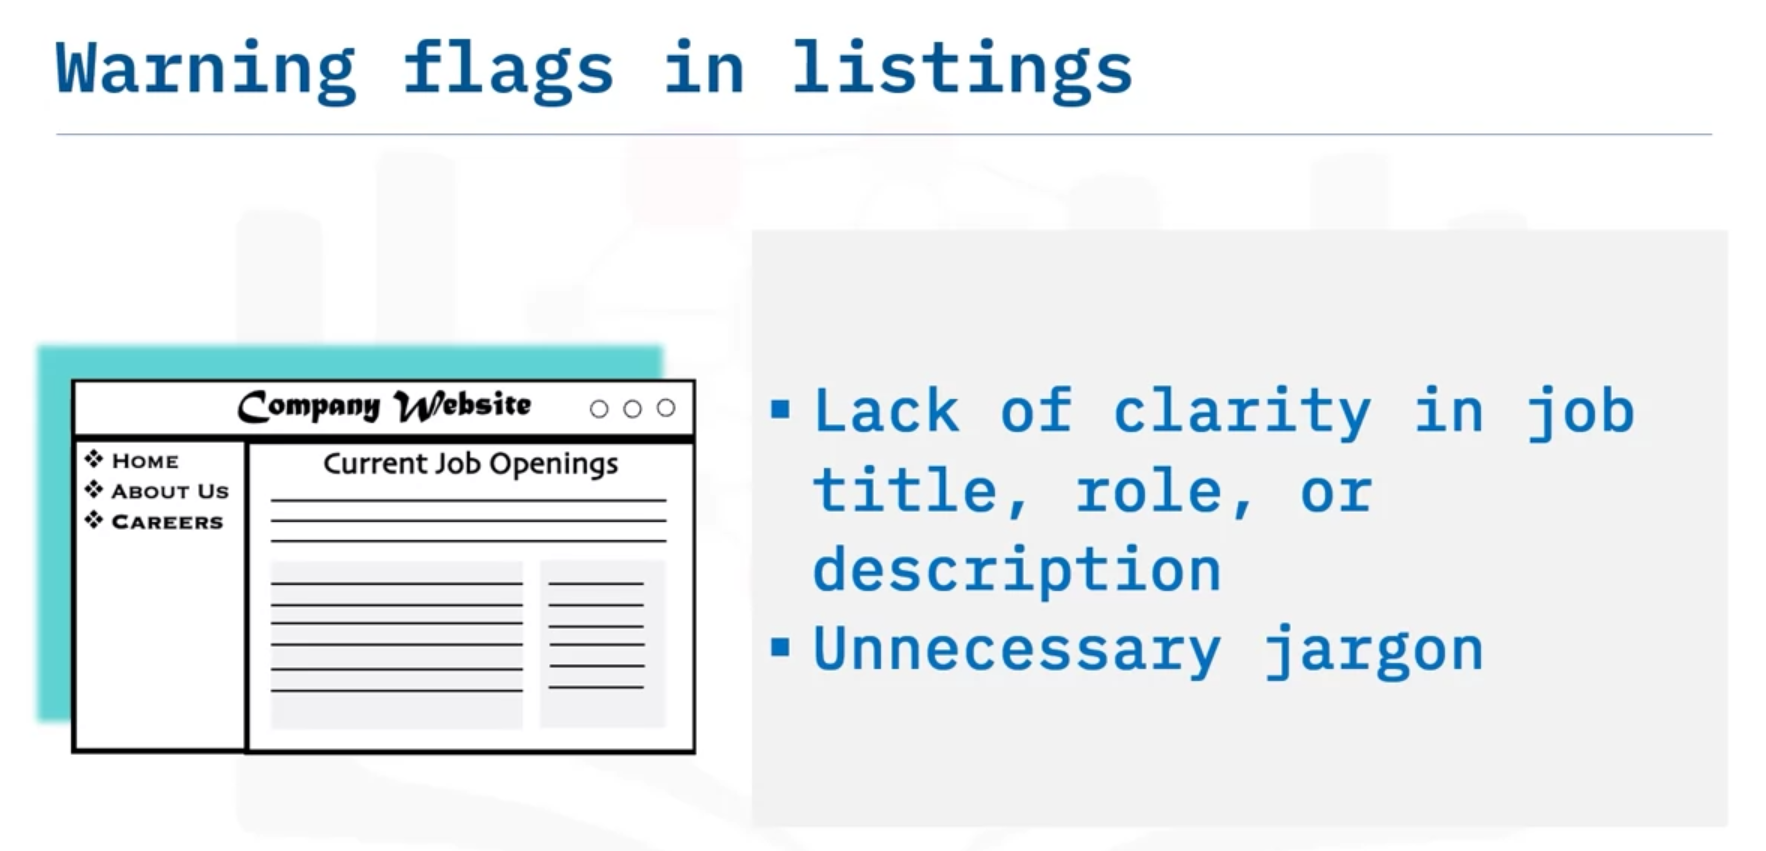 Warning flags in listings
Company Website
❖ HOME
❖ ABOUT US
❖ CAREERS
Current Job Openings
▪ Lack of clarity in job
title, role, or
description
▪ Unnecessary jargon